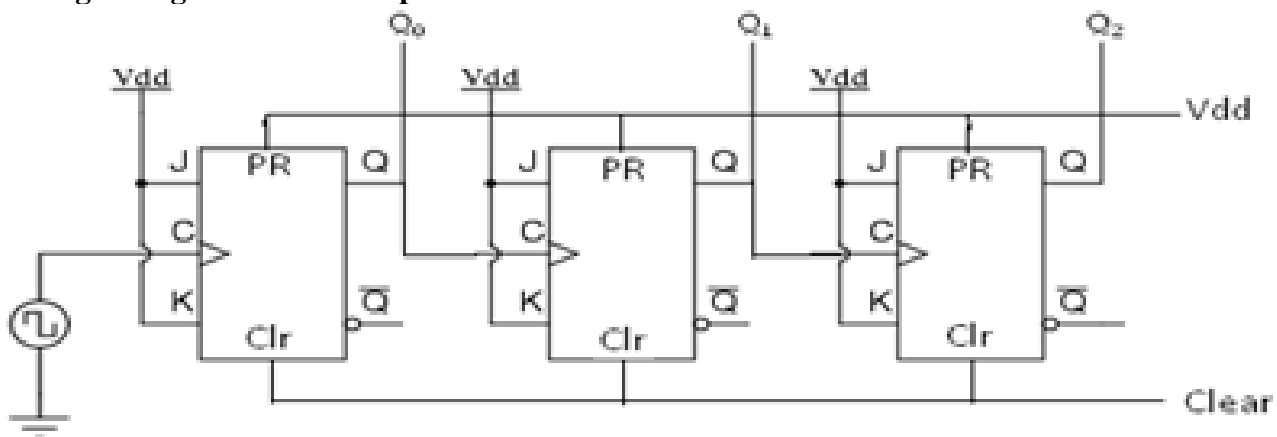 Q₀ Q₁ Q₂
Vdd Vdd Vdd
Vdd
J PR Q J PR Q J PR Q
C C C
K Q̅ K Q̅ K Q̅
Clr Clr Clr
Clear